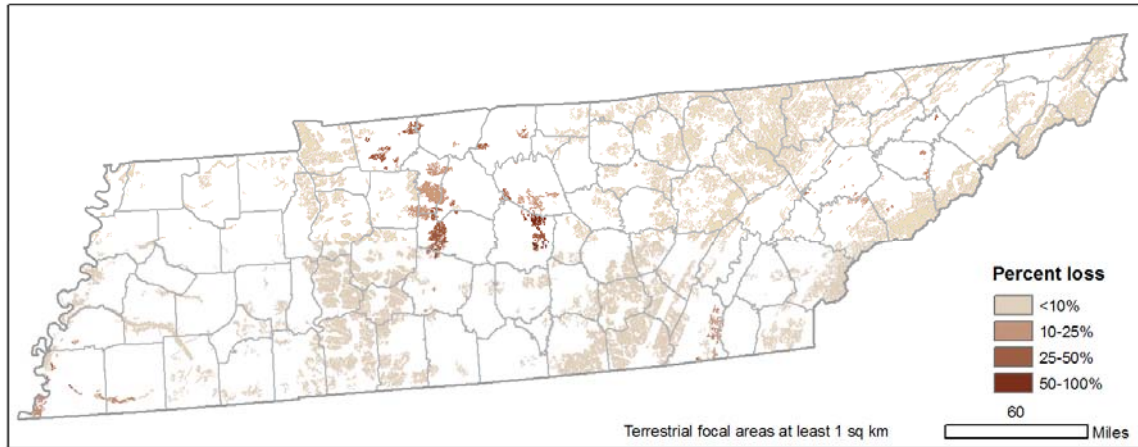 Percent loss
<10%
10-25%
25-50%
50-100%
60
Terrestrial focal areas at least 1 sq km
Miles